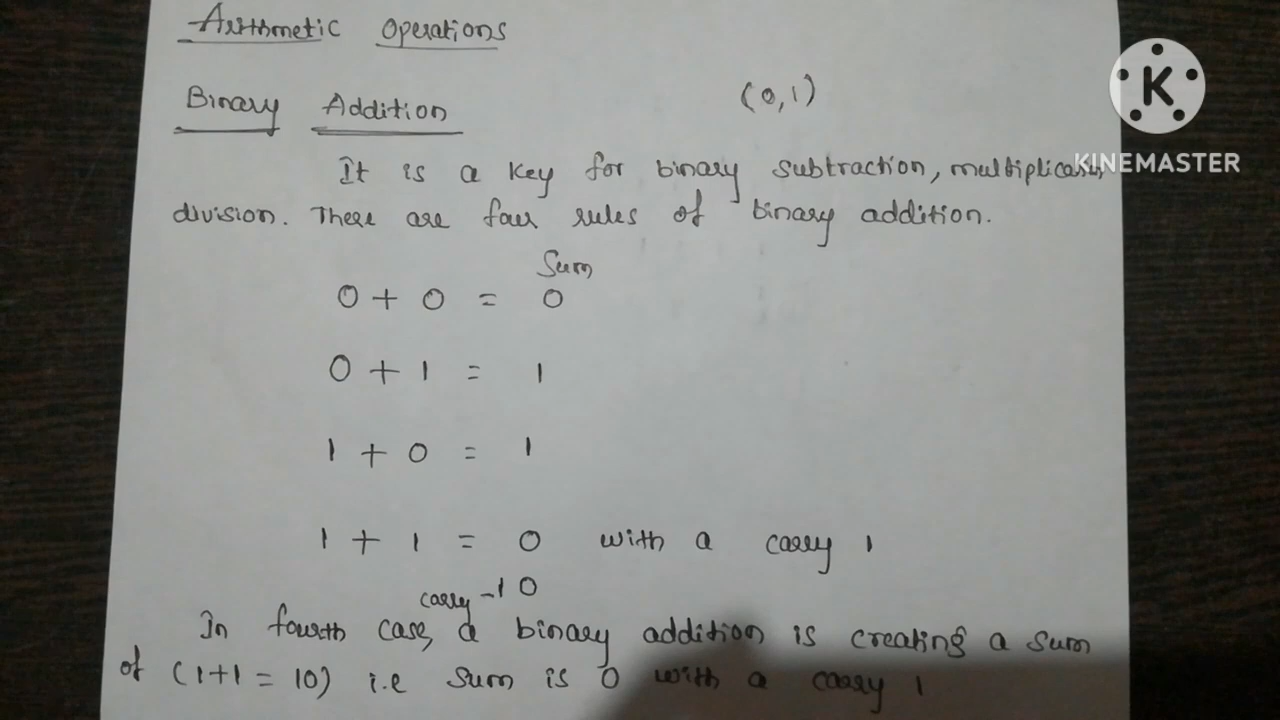 Arithmetic Operations
Binary Addition (0,1)
It is a key for binary subtraction, multiplication,
division. There are four rules of binary addition.
Sum
0 + 0 = 0
0 + 1 = 1
1 + 0 = 1
1 + 1 = 0 with a carry 1
carry - 1 0
In fourth case, a binary addition is creating a sum
of (1+1 = 10) i.e sum is 0 with a carry 1
K
KINEMASTER